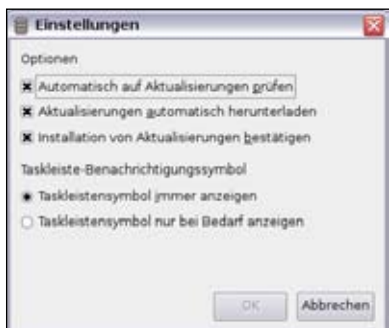 Einstellungen
Optionen
Automatisch auf Aktualisierungen prüfen
Aktualisierungen automatisch herunterladen
Installation von Aktualisierungen bestätigen
Taskleiste-Benachrichtigungssymbol
Taskleistensymbol immer anzeigen
Taskleistensymbol nur bei Bedarf anzeigen
OK Abbrechen